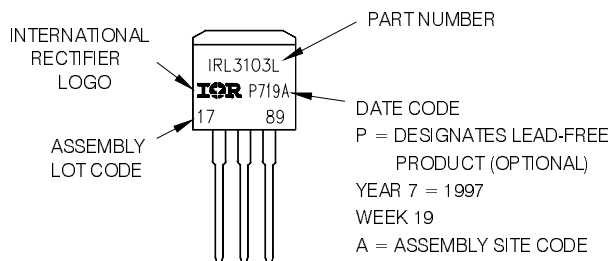 PART NUMBER
INTERNATIONAL
RECTIFIER
LOGO
IRL3103L
IOR P719A
17 89
ASSEMBLY
LOT CODE
DATE CODE
P = DESIGNATES LEAD-FREE
PRODUCT (OPTIONAL)
YEAR 7 = 1997
WEEK 19
A = ASSEMBLY SITE CODE